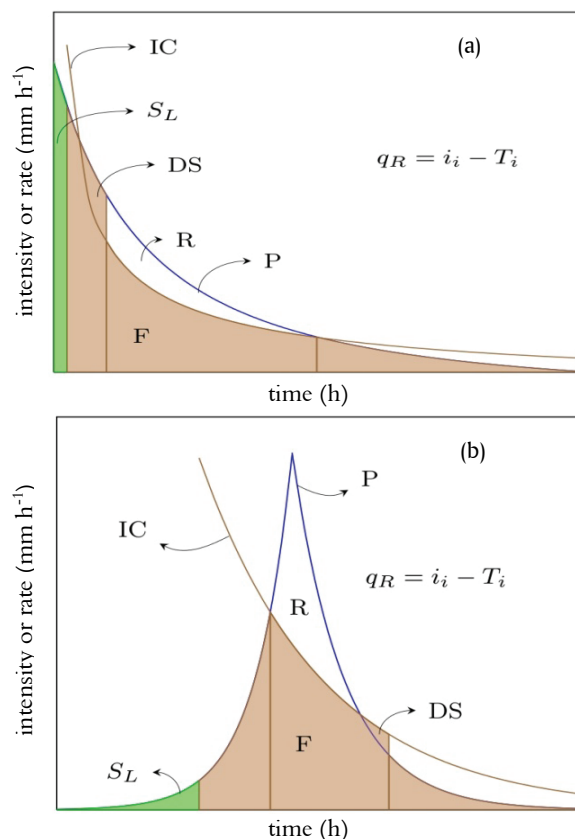 (a)
IC
S_L
DS
q_R = i_i − T_i
R
P
F
intensity or rate (mm h⁻¹)
time (h)
(b)
P
IC
q_R = i_i − T_i
R
DS
F
S_L
intensity or rate (mm h⁻¹)
time (h)